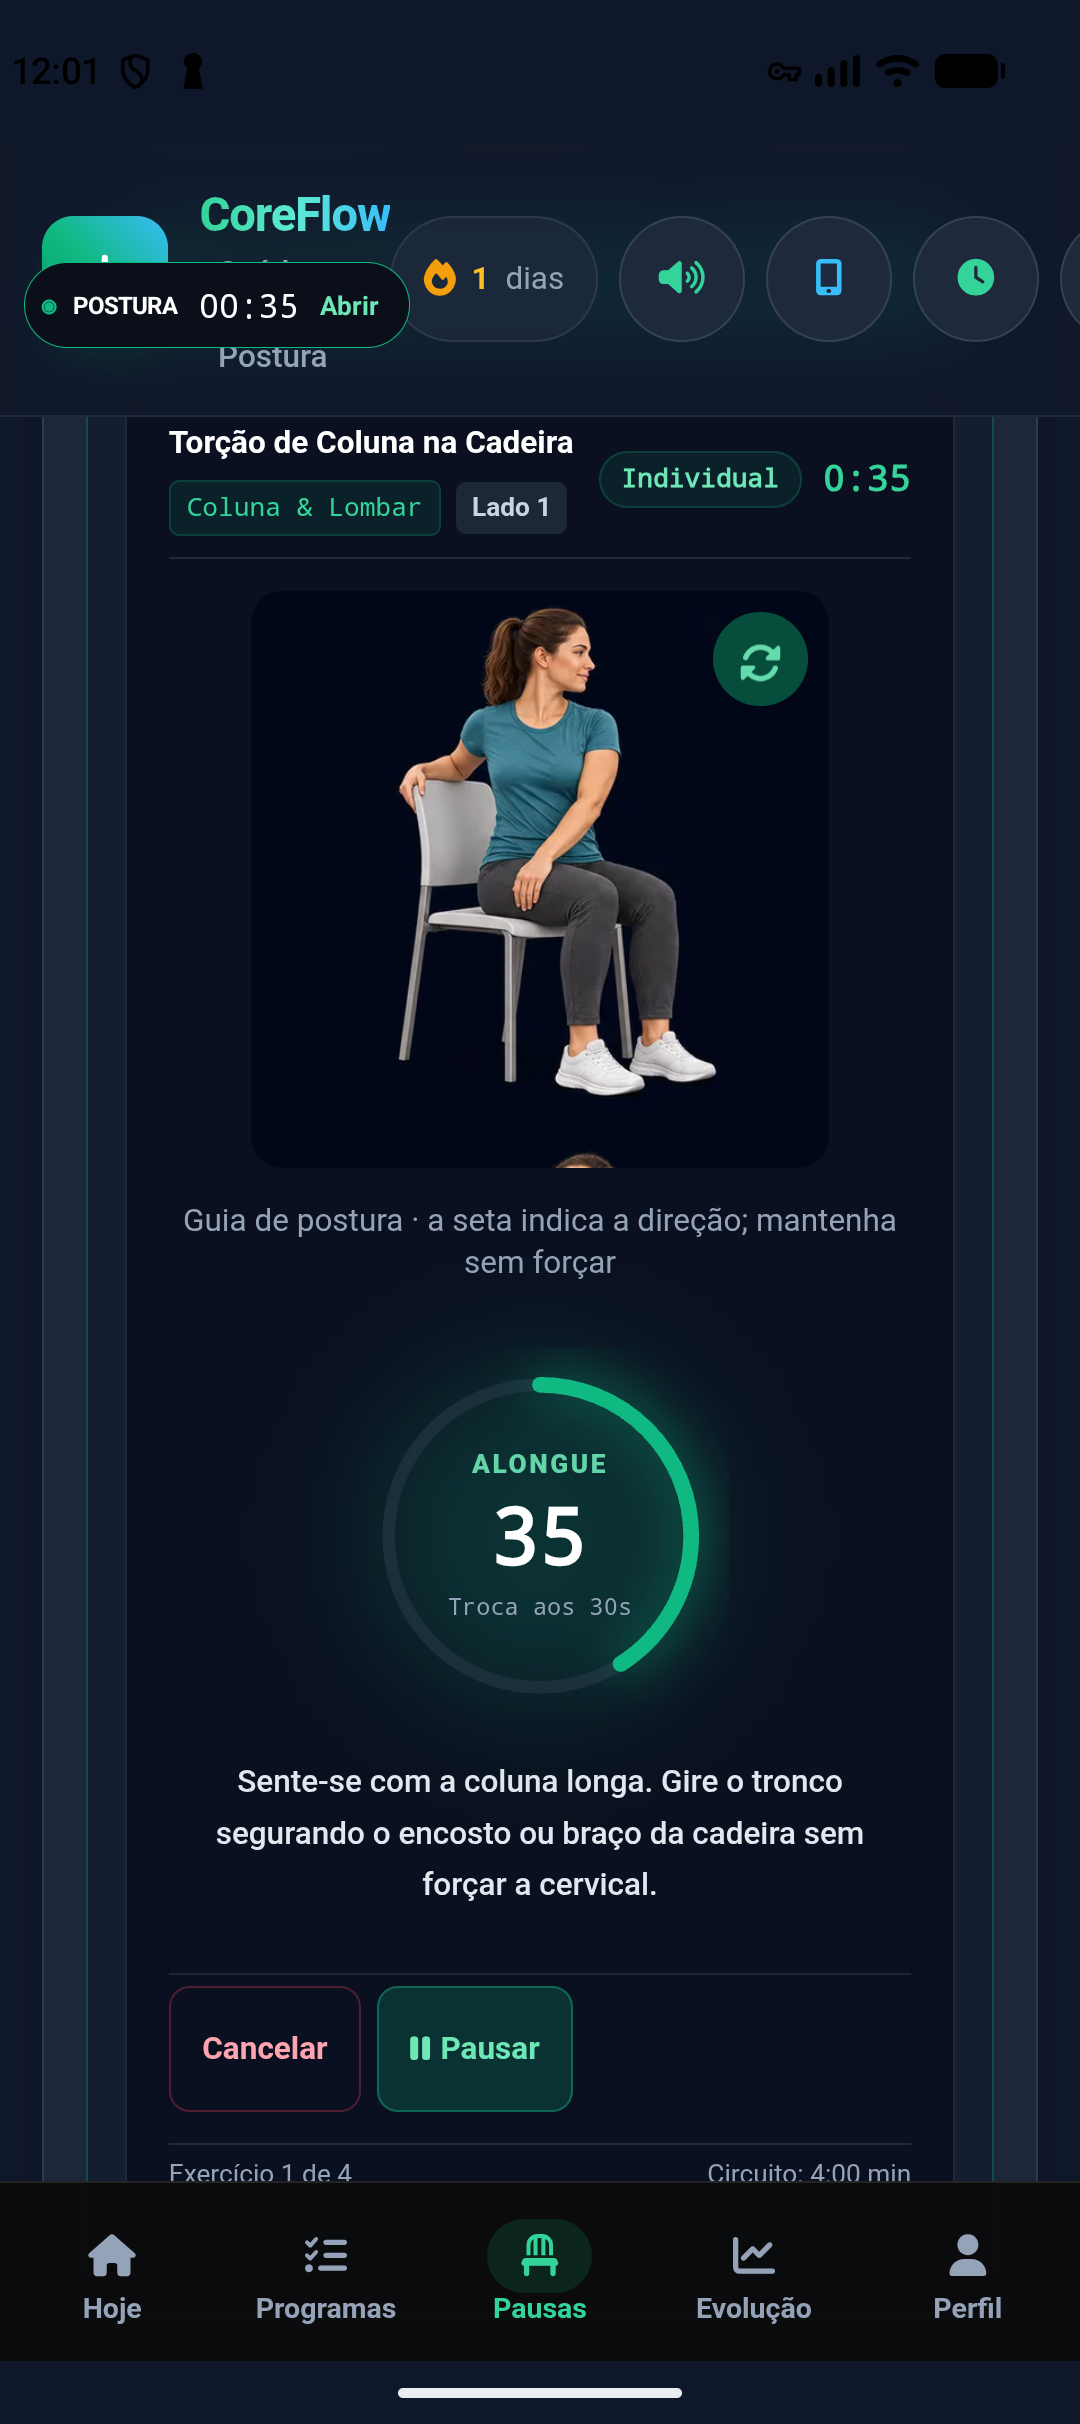 12:01
CoreFlow
POSTURA 00:35 Abrir
1 dias
Postura
Torção de Coluna na Cadeira
Individual 0:35
Coluna & Lombar Lado 1
Guia de postura · a seta indica a direção; mantenha
sem forçar
ALONGUE
35
Troca aos 30s
Sente-se com a coluna longa. Gire o tronco
segurando o encosto ou braço da cadeira sem
forçar a cervical.
Cancelar Pausar
Exercício 1 de 4 Circuito: 4:00 min
Hoje Programas Pausas Evolução Perfil